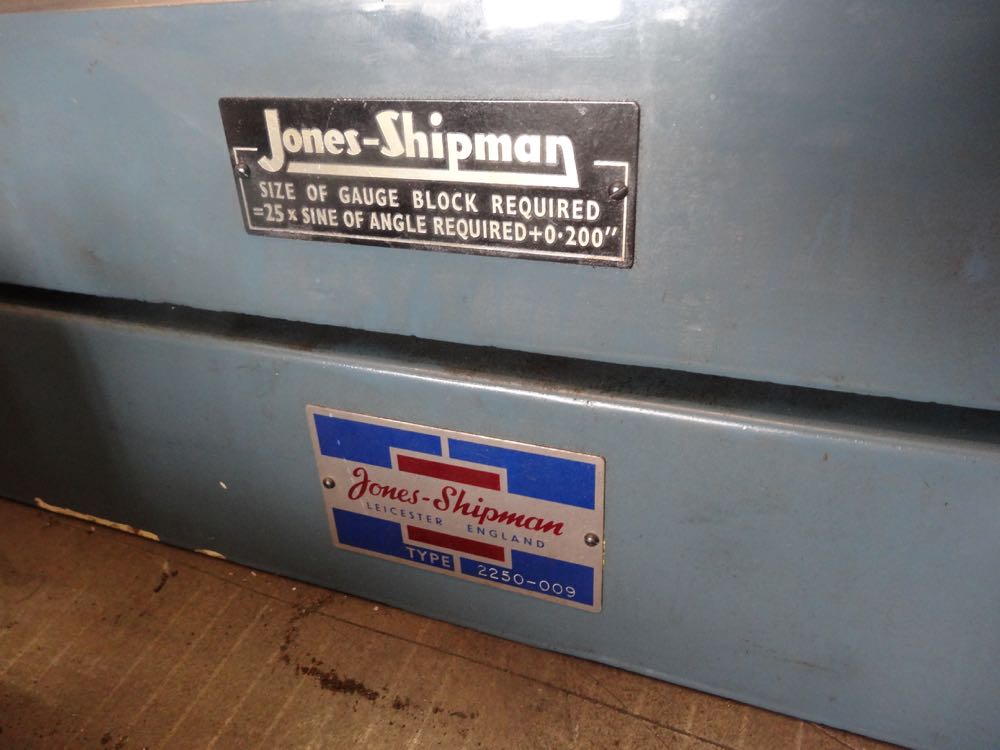 Jones-Shipman
SIZE OF GAUGE BLOCK REQUIRED
=25 x SINE OF ANGLE REQUIRED+0·200"
Jones-Shipman
LEICESTER ENGLAND
TYPE 2250-009